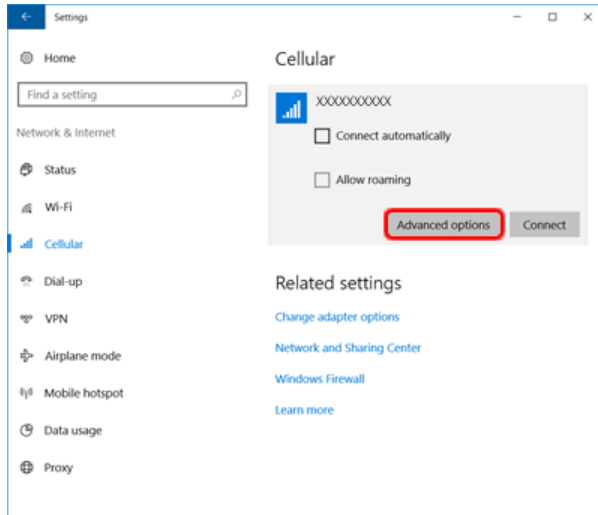 Settings
Home
Find a setting
Network & Internet
Status
Wi-Fi
Cellular
Dial-up
VPN
Airplane mode
Mobile hotspot
Data usage
Proxy
Cellular
XXXXXXXXXX
Connect automatically
Allow roaming
Advanced options Connect
Related settings
Change adapter options
Network and Sharing Center
Windows Firewall
Learn more